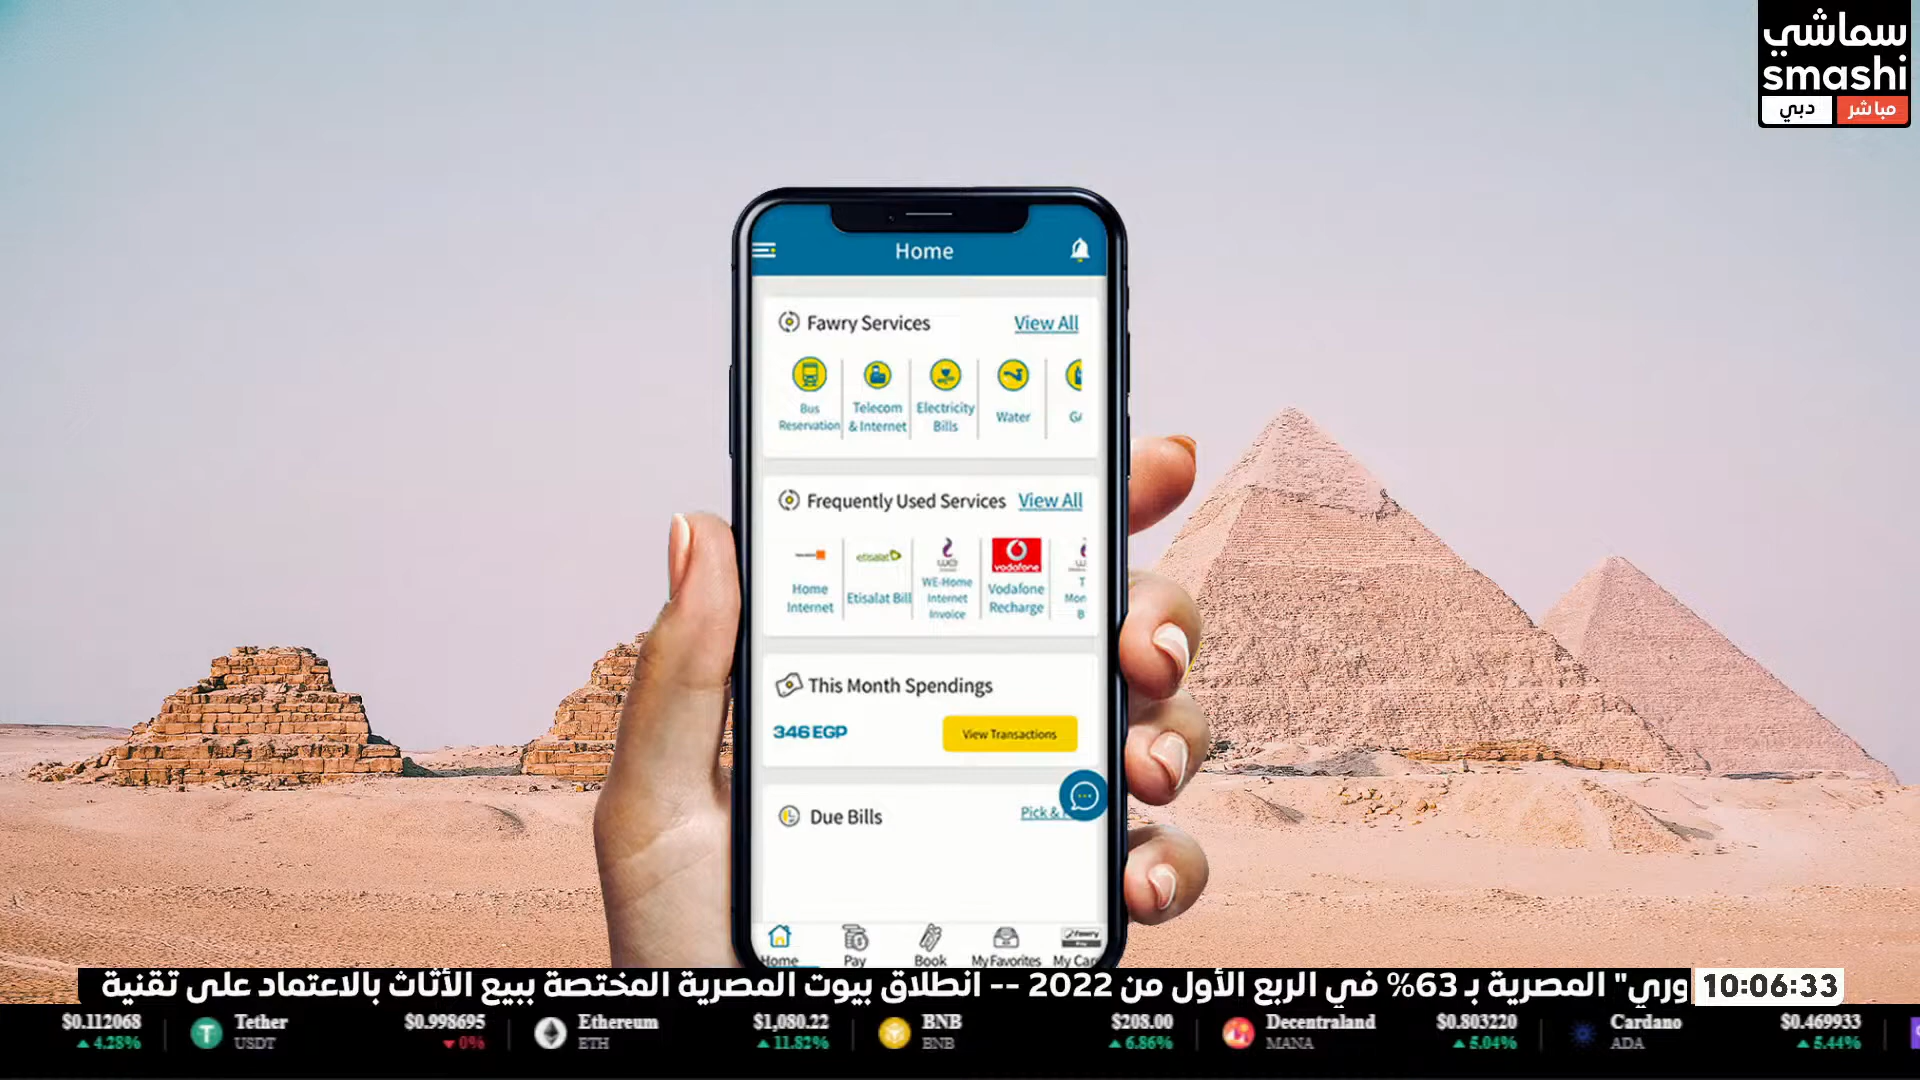 سماشي
smashi
مباشر
دبي
Home
Fawry Services
View All
Bus Reservation
Telecom & Internet
Electricity Bills
Water
Frequently Used Services
View All
Home Internet
etisalat
Etisalat Bill
WE-Home Internet Invoice
vodafone
Vodafone Recharge
This Month Spendings
346 EGP
View Transactions
Due Bills
Pick &
Home
Pay
Book
My Favorites
My Car
وري" المصرية بـ 63% في الربع الأول من 2022 -- انطلاق بيوت المصرية المختصة ببيع الأثاث بالاعتماد على تقنية
10:06:33
$0.112068
4.28%
Tether
USDT
$0.998695
0%
Ethereum
ETH
$1,080.22
11.82%
BNB
BNB
$208.00
6.86%
Decentraland
MANA
$0.803220
5.04%
Cardano
ADA
$0.469933
5.44%